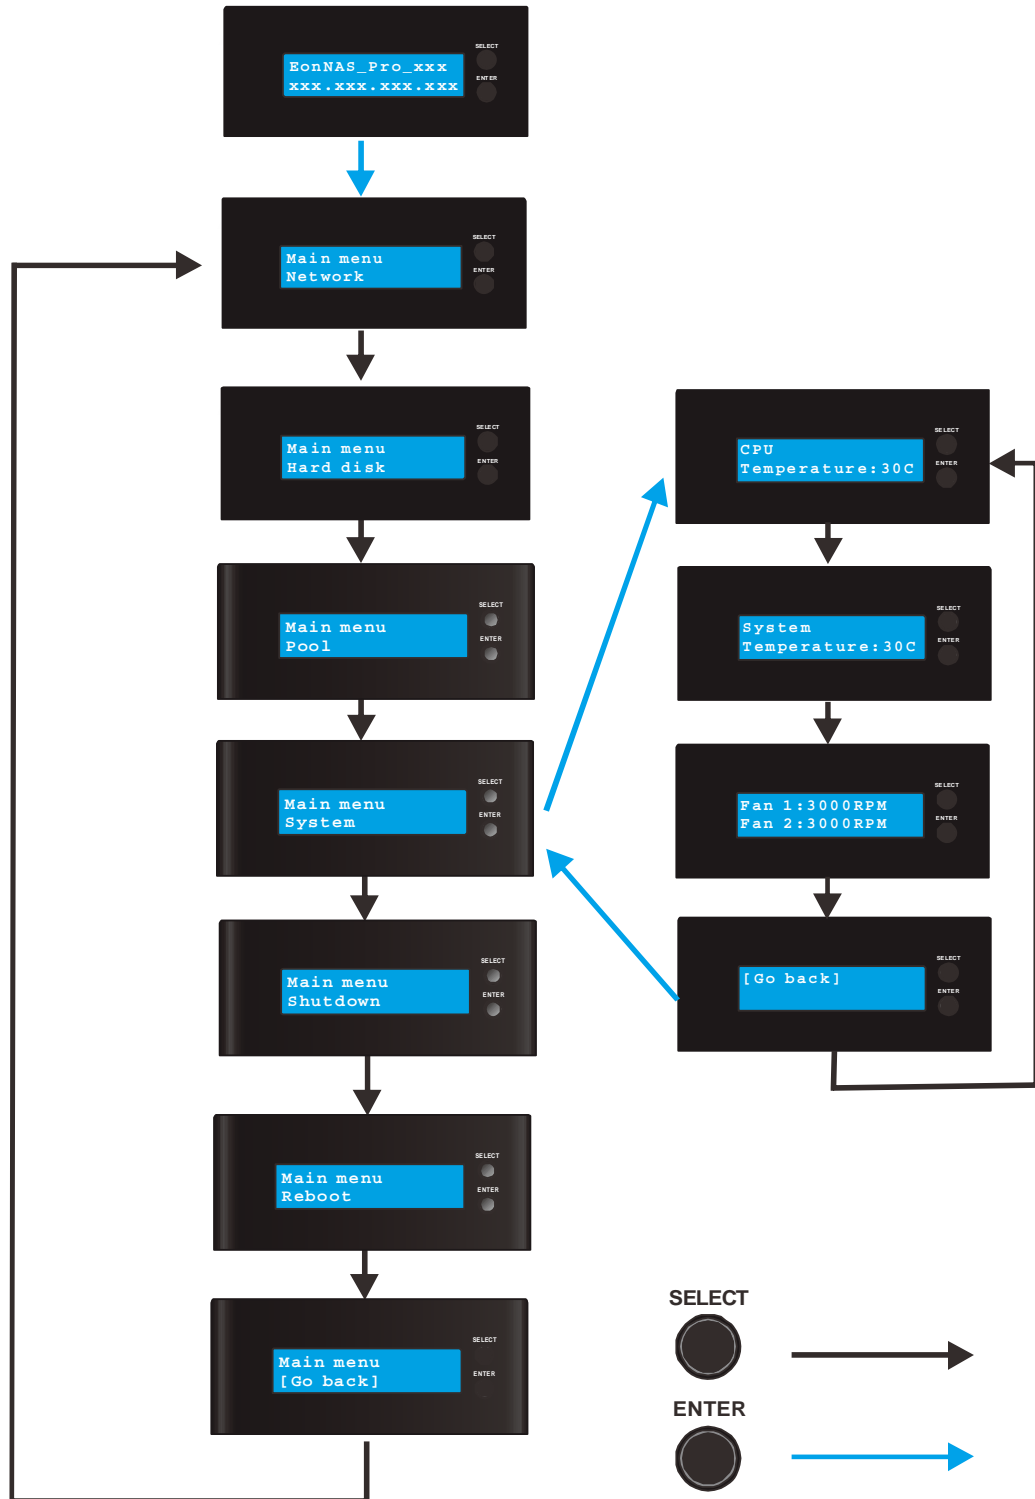 EonNAS_Pro_xxx
xxx.xxx.xxx.xxx
SELECT
ENTER
Main menu
Network
SELECT
ENTER
Main menu
Hard disk
SELECT
ENTER
Main menu
Pool
SELECT
ENTER
Main menu
System
SELECT
ENTER
Main menu
Shutdown
SELECT
ENTER
Main menu
Reboot
SELECT
ENTER
Main menu
[Go back]
SELECT
ENTER
CPU
Temperature:30C
SELECT
ENTER
System
Temperature:30C
SELECT
ENTER
Fan 1:3000RPM
Fan 2:3000RPM
SELECT
ENTER
[Go back]
SELECT
ENTER
SELECT
ENTER